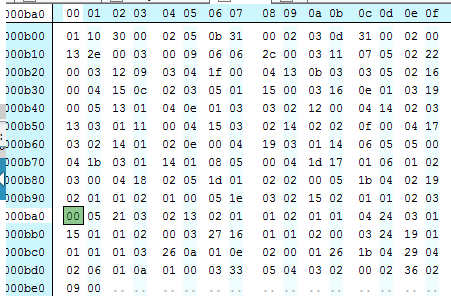 000ba0 00 01 02 03 04 05 06 07 08 09 0a 0b 0c 0d 0e 0f
000b00 01 10 30 00 02 05 0b 31 00 02 03 0d 31 00 02 00
000b10 13 2e 00 03 00 09 06 06 2c 00 03 11 07 05 02 22
000b20 00 03 12 09 03 04 1f 00 04 13 0b 03 03 05 02 16
000b30 00 04 15 0c 02 03 05 01 15 00 03 16 0e 01 03 19
000b40 00 05 13 01 04 0e 01 03 03 02 12 00 04 14 02 03
000b50 13 03 01 11 00 04 15 03 02 14 02 02 0f 00 04 17
000b60 03 02 14 01 02 0e 00 04 19 03 01 14 06 05 05 00
000b70 04 1b 03 01 14 01 08 05 00 04 1d 17 01 06 01 02
000b80 03 00 04 18 02 05 1d 01 02 02 00 05 1b 04 02 19
000b90 02 01 01 02 01 00 05 1e 03 02 15 02 01 01 02 03
000ba0 00 05 21 03 02 13 02 01 01 02 01 01 04 24 03 01
000bb0 15 01 01 02 00 03 27 16 01 01 02 00 03 24 19 01
000bc0 01 01 01 03 26 0a 01 0e 02 00 01 26 1b 04 29 04
000bd0 02 06 01 0a 01 00 03 33 05 04 03 02 00 02 36 02
000be0 09 00 .. .. .. .. .. .. .. .. .. .. .. .. .. ..